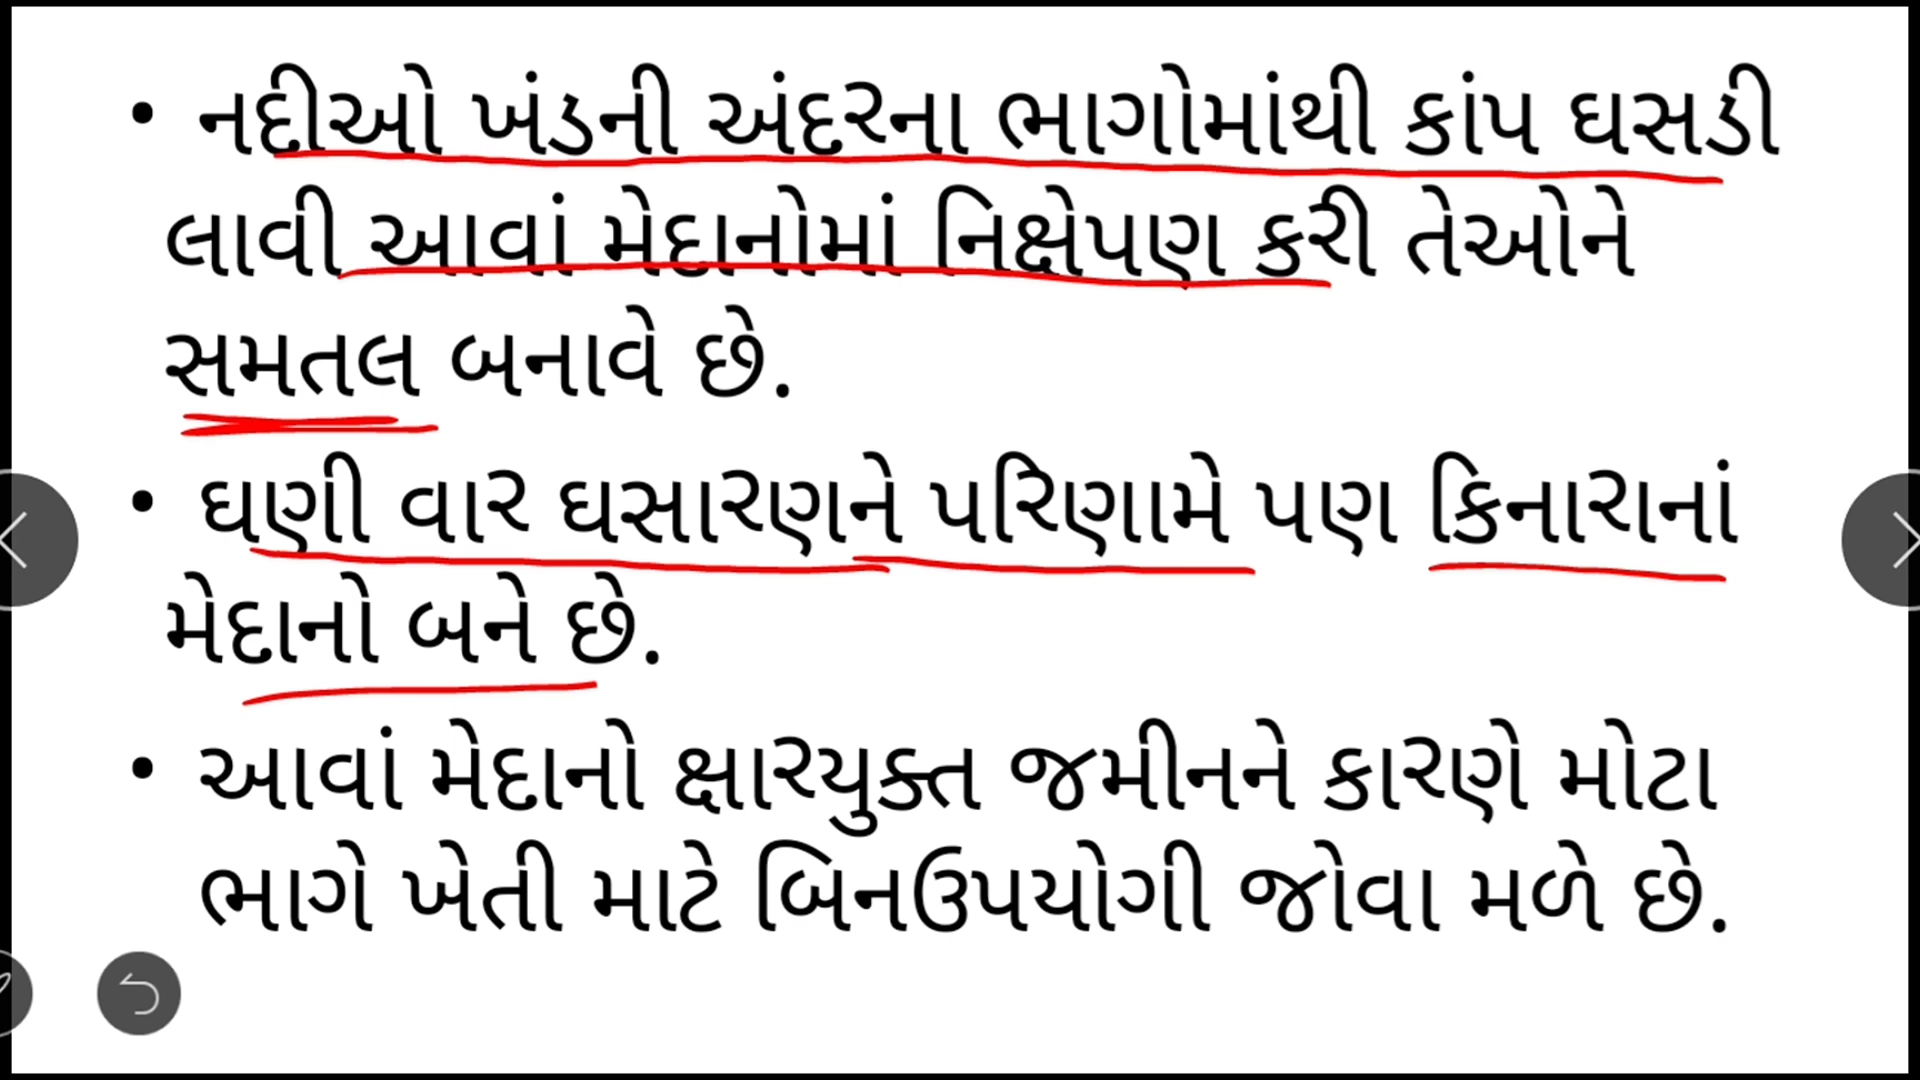 • નદીઓ ખંડની અંદરના ભાગોમાંથી કાંપ ઘસડી
લાવી આવાં મેદાનોમાં નિક્ષેપણ કરી તેઓને
સમતલ બનાવે છે.
• ઘણી વાર ઘસારણને પરિણામે પણ કિનારાનાં
મેદાનો બને છે.
• આવાં મેદાનો ક્ષારયુક્ત જમીનને કારણે મોટા
ભાગે ખેતી માટે બિનઉપયોગી જોવા મળે છે.